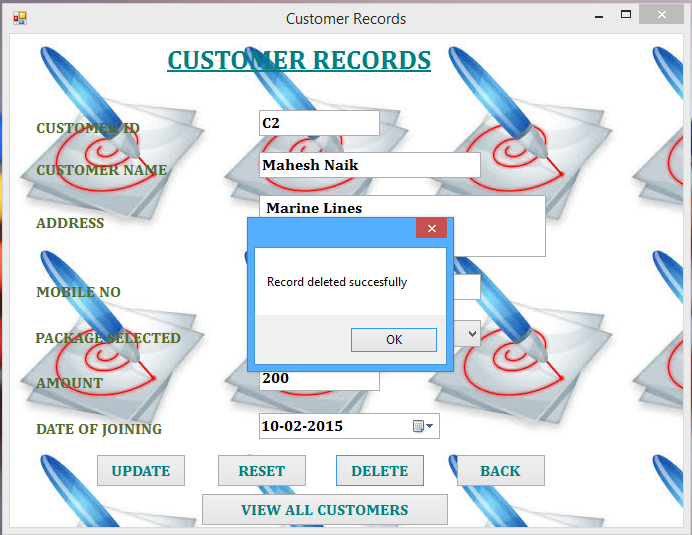 Customer Records
CUSTOMER RECORDS
CUSTOMER ID
C2
CUSTOMER NAME
Mahesh Naik
ADDRESS
Marine Lines
Record deleted succesfully
OK
MOBILE NO
PACKAGE SELECTED
AMOUNT
200
DATE OF JOINING
10-02-2015
UPDATE
RESET
DELETE
BACK
VIEW ALL CUSTOMERS